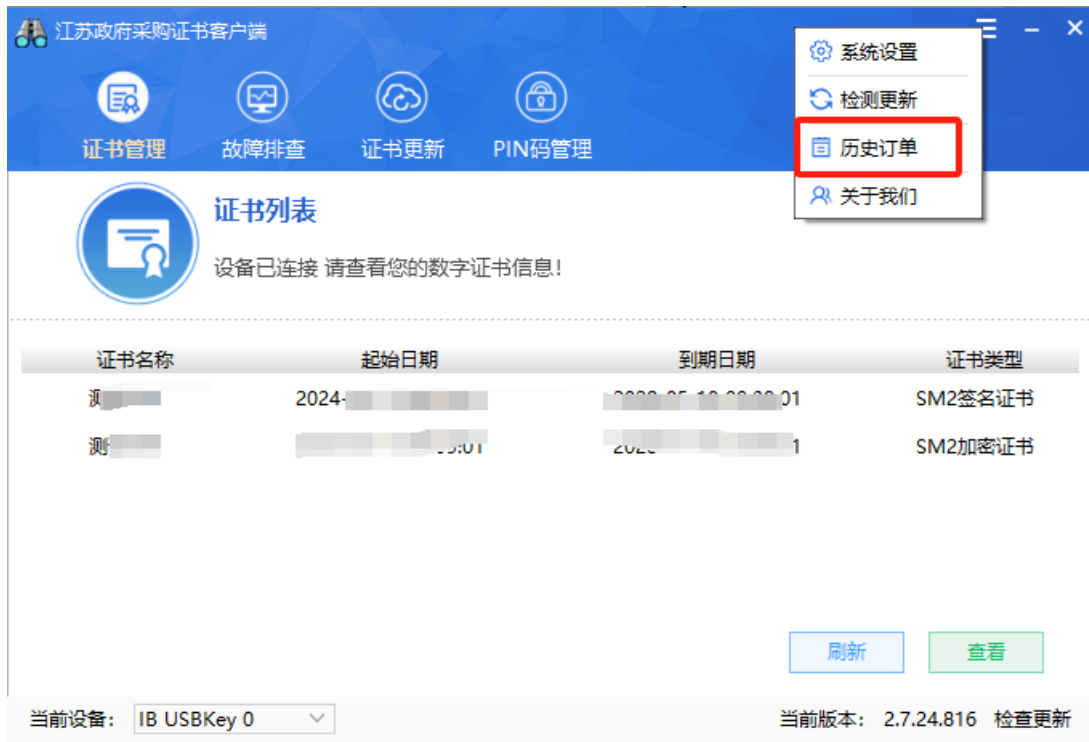 江苏政府采购证书客户端
系统设置
检测更新
历史订单
关于我们
证书管理 故障排查 证书更新 PIN码管理
证书列表
设备已连接 请查看您的数字证书信息！
证书名称 起始日期 到期日期 证书类型
测 2024- 01 SM2签名证书
测 :01 1 SM2加密证书
刷新 查看
当前设备： IB USBKey 0 当前版本： 2.7.24.816 检查更新